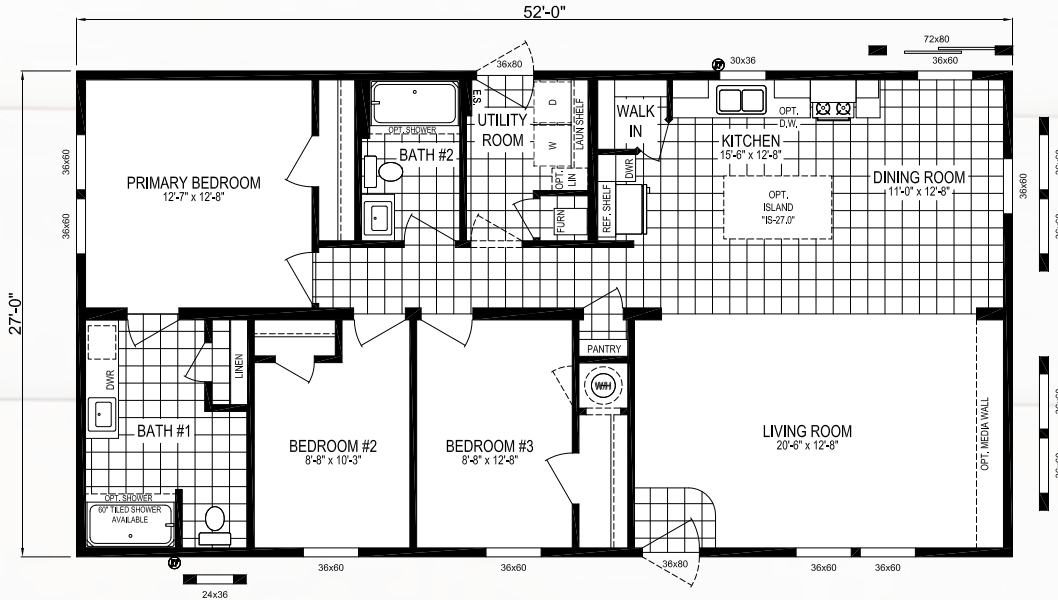 52'-0"
72x80
36x80
30x36
36x60
27'-0"
E.S
D
W
LAUN SHELF
UTILITY
ROOM
OPT.
LIN
FURN
OPT. SHOWER
BATH #2
WALK
IN
DWR
REF. SHELF
OPT.
D.W.
KITCHEN
15'-6" x 12'-8"
OPT.
ISLAND
"IS-27.0"
DINING ROOM
11'-0" x 12'-8"
36x60
36x60
36x60
36x60
36x60
PRIMARY BEDROOM
12'-7" x 12'-8"
DWR
LINEN
BATH #1
OPT. SHOWER
60" TILED SHOWER
AVAILABLE
BEDROOM #2
8'-8" x 10'-3"
BEDROOM #3
8'-8" x 12'-8"
PANTRY
W/H
LIVING ROOM
20'-6" x 12'-8"
OPT. MEDIA WALL
36x60
36x60
24x36
36x60
36x60
36x80
36x60
36x60